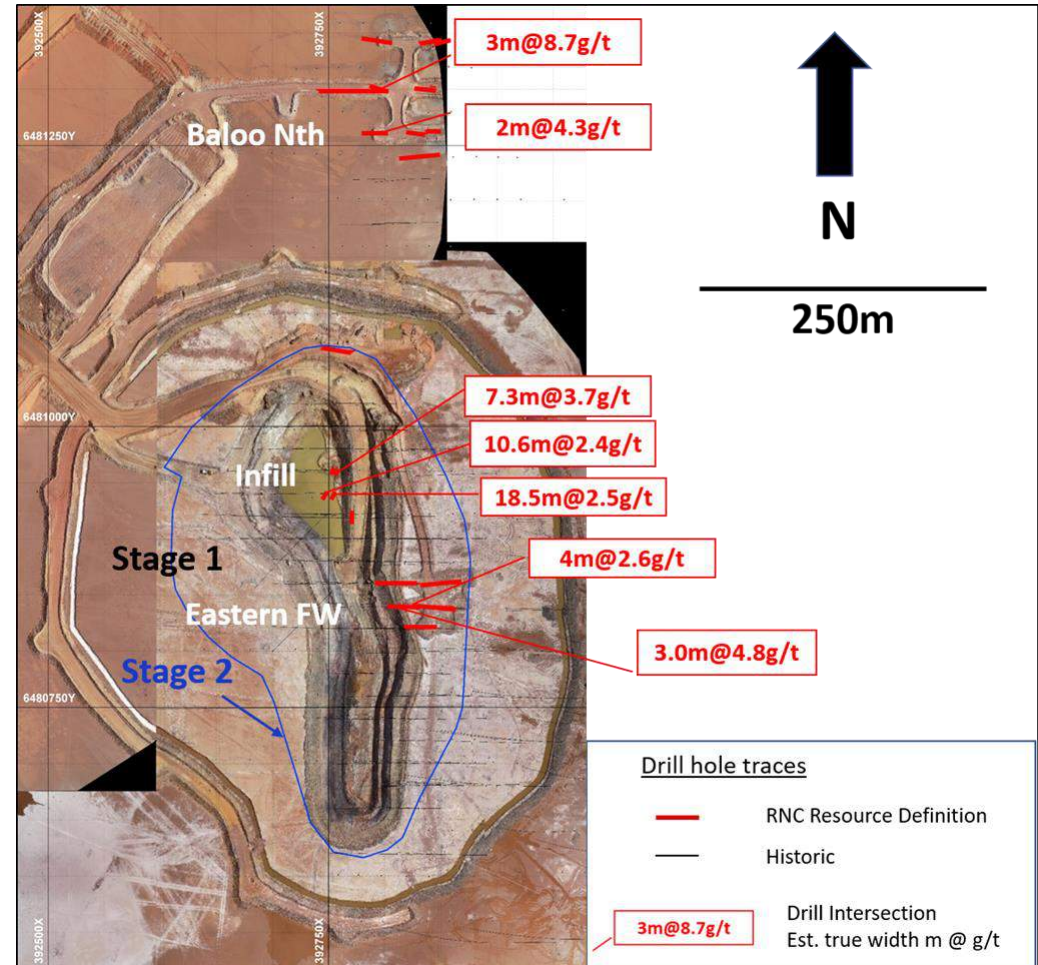 392500X
392750X
3m@8.7g/t
2m@4.3g/t
6481250Y
Baloo Nth
N
250m
7.3m@3.7g/t
6481000Y
10.6m@2.4g/t
Infill
18.5m@2.5g/t
Stage 1
4m@2.6g/t
Eastern FW
3.0m@4.8g/t
Stage 2
6480750Y
Drill hole traces
RNC Resource Definition
Historic
3m@8.7g/t
Drill Intersection
Est. true width m @ g/t
392500X
392750X